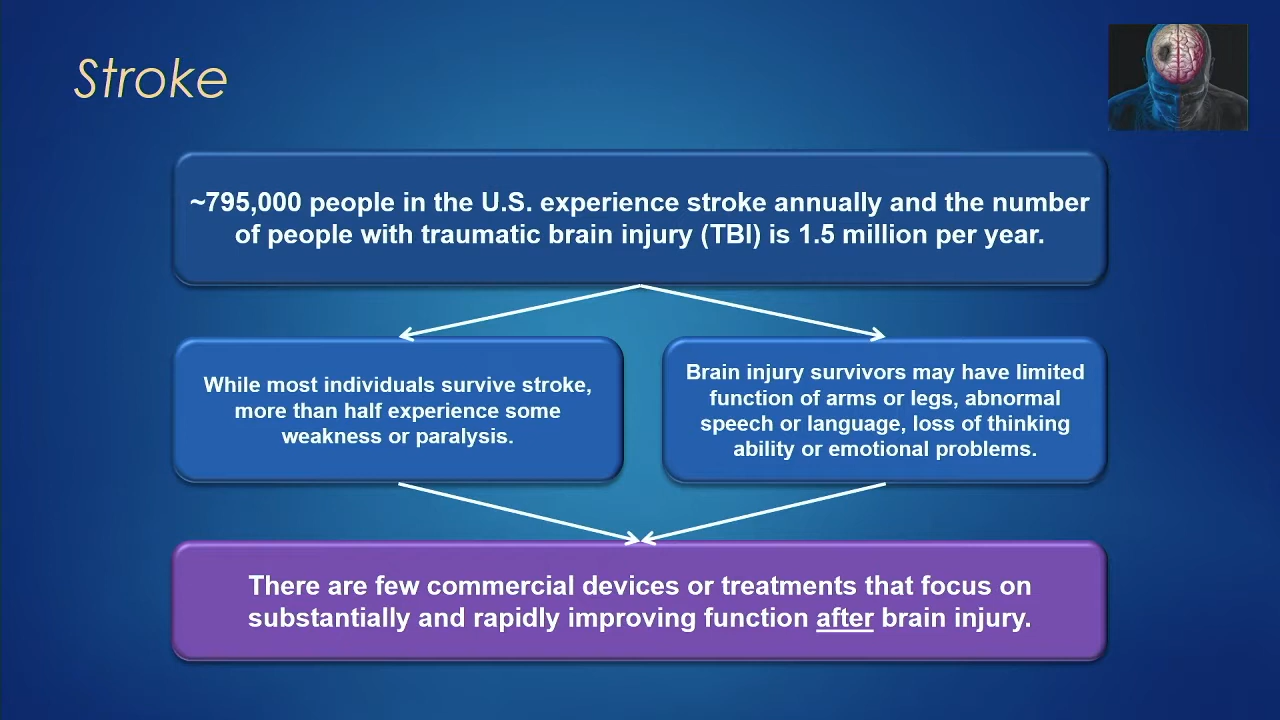 Stroke
~795,000 people in the U.S. experience stroke annually and the number
of people with traumatic brain injury (TBI) is 1.5 million per year.
While most individuals survive stroke,
more than half experience some
weakness or paralysis.
Brain injury survivors may have limited
function of arms or legs, abnormal
speech or language, loss of thinking
ability or emotional problems.
There are few commercial devices or treatments that focus on
substantially and rapidly improving function after brain injury.